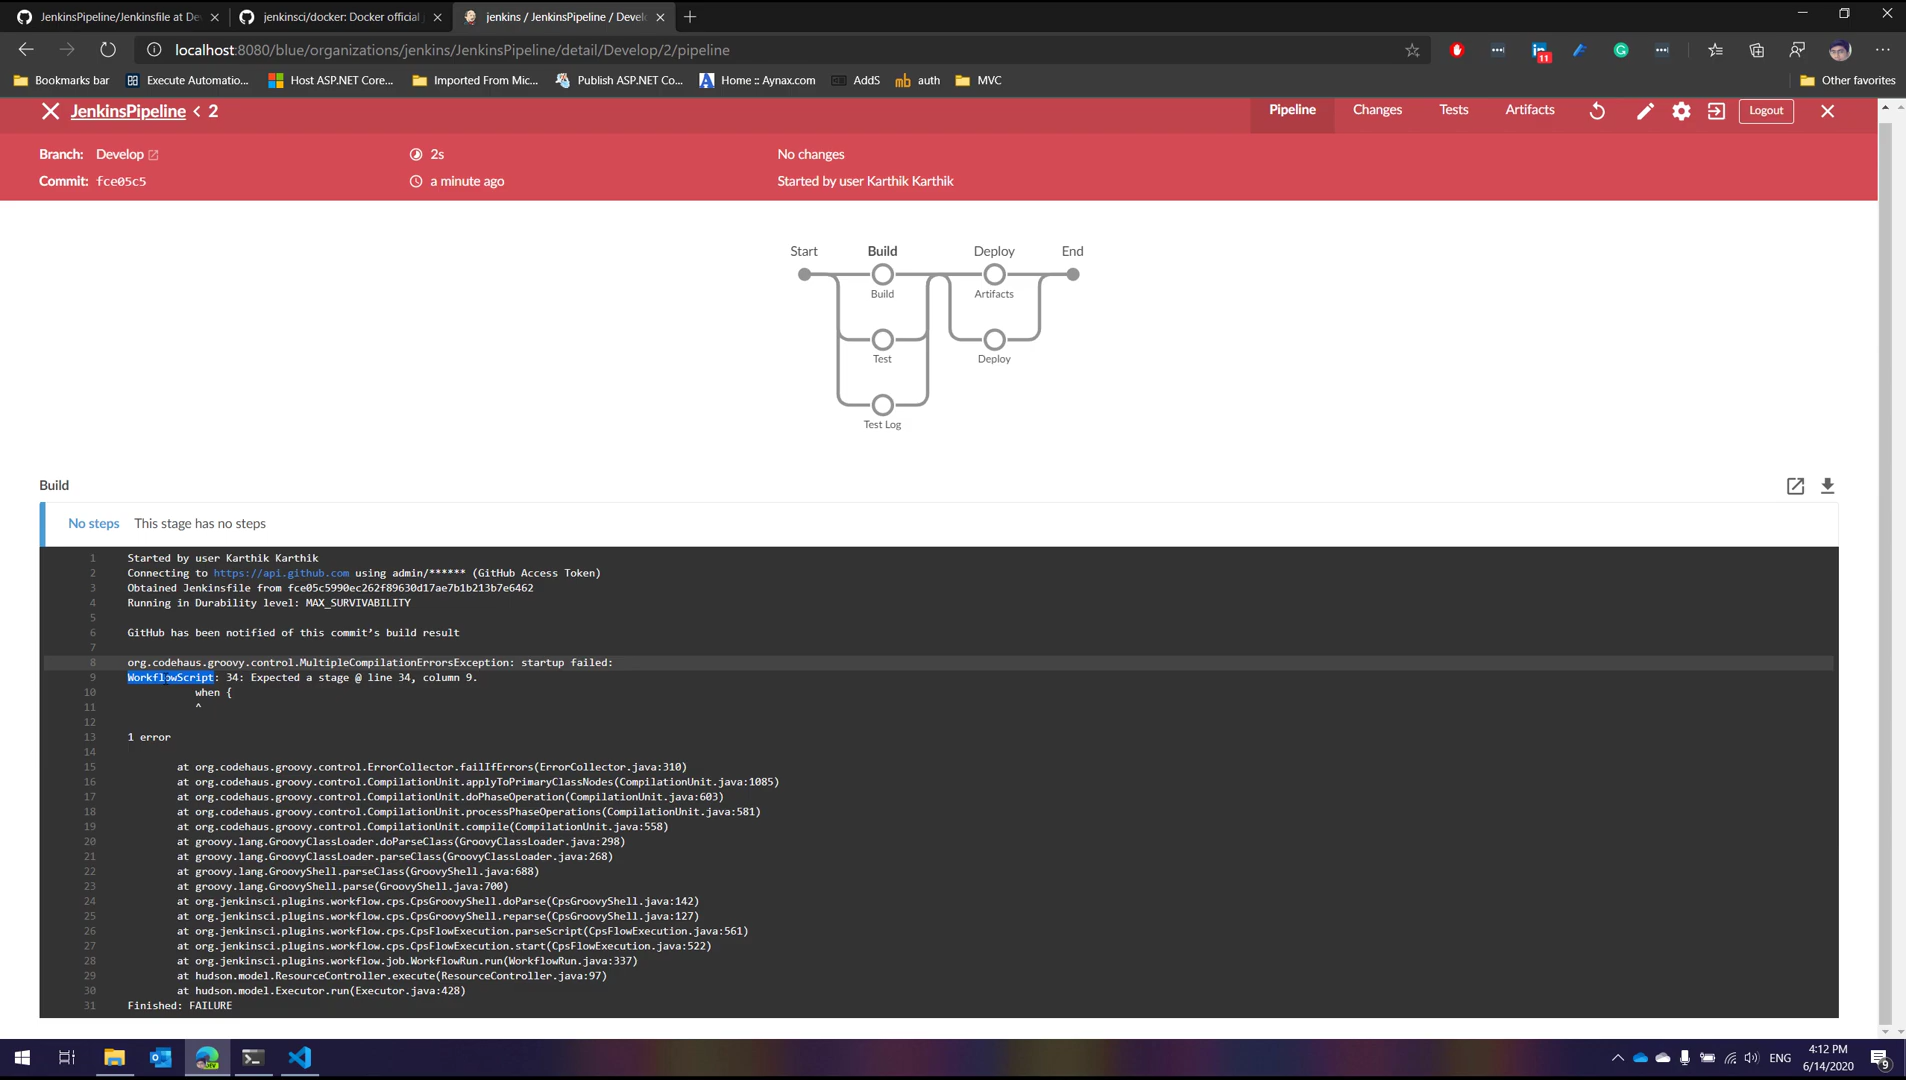 JenkinsPipeline/Jenkinsfile at De
jenkinsci/docker: Docker official
jenkins / JenkinsPipeline / Devel
localhost:8080/blue/organizations/jenkins/JenkinsPipeline/detail/Develop/2/pipeline
11
Bookmarks bar
Execute Automatio...
Host ASP.NET Core...
Imported From Mic...
Publish ASP.NET Co...
Home :: Aynax.com
AddS
mb auth
MVC
Other favorites
JenkinsPipeline < 2
Pipeline
Changes
Tests
Artifacts
Logout
Branch: Develop
2s
No changes
Commit: fce05c5
a minute ago
Started by user Karthik Karthik
Start
Build
Deploy
End
Build
Artifacts
Test
Deploy
Test Log
Build
No steps This stage has no steps
1 Started by user Karthik Karthik
2 Connecting to https://api.github.com using admin/****** (GitHub Access Token)
3 Obtained Jenkinsfile from fce05c5990ec262f89630d17ae7b1b213b7e6462
4 Running in Durability level: MAX_SURVIVABILITY
5
6 GitHub has been notified of this commit’s build result
7
8 org.codehaus.groovy.control.MultipleCompilationErrorsException: startup failed:
9 WorkflowScript: 34: Expected a stage @ line 34, column 9.
10 when {
11 ^
12
13 1 error
14
15 at org.codehaus.groovy.control.ErrorCollector.failIfErrors(ErrorCollector.java:310)
16 at org.codehaus.groovy.control.CompilationUnit.applyToPrimaryClassNodes(CompilationUnit.java:1085)
17 at org.codehaus.groovy.control.CompilationUnit.doPhaseOperation(CompilationUnit.java:603)
18 at org.codehaus.groovy.control.CompilationUnit.processPhaseOperations(CompilationUnit.java:581)
19 at org.codehaus.groovy.control.CompilationUnit.compile(CompilationUnit.java:558)
20 at groovy.lang.GroovyClassLoader.doParseClass(GroovyClassLoader.java:298)
21 at groovy.lang.GroovyClassLoader.parseClass(GroovyClassLoader.java:268)
22 at groovy.lang.GroovyShell.parseClass(GroovyShell.java:688)
23 at groovy.lang.GroovyShell.parse(GroovyShell.java:700)
24 at org.jenkinsci.plugins.workflow.cps.CpsGroovyShell.doParse(CpsGroovyShell.java:142)
25 at org.jenkinsci.plugins.workflow.cps.CpsGroovyShell.reparse(CpsGroovyShell.java:127)
26 at org.jenkinsci.plugins.workflow.cps.CpsFlowExecution.parseScript(CpsFlowExecution.java:561)
27 at org.jenkinsci.plugins.workflow.cps.CpsFlowExecution.start(CpsFlowExecution.java:522)
28 at org.jenkinsci.plugins.workflow.job.WorkflowRun.run(WorkflowRun.java:337)
29 at hudson.model.ResourceController.execute(ResourceController.java:97)
30 at hudson.model.Executor.run(Executor.java:428)
31 Finished: FAILURE
ENG
4:12 PM
6/14/2020
9